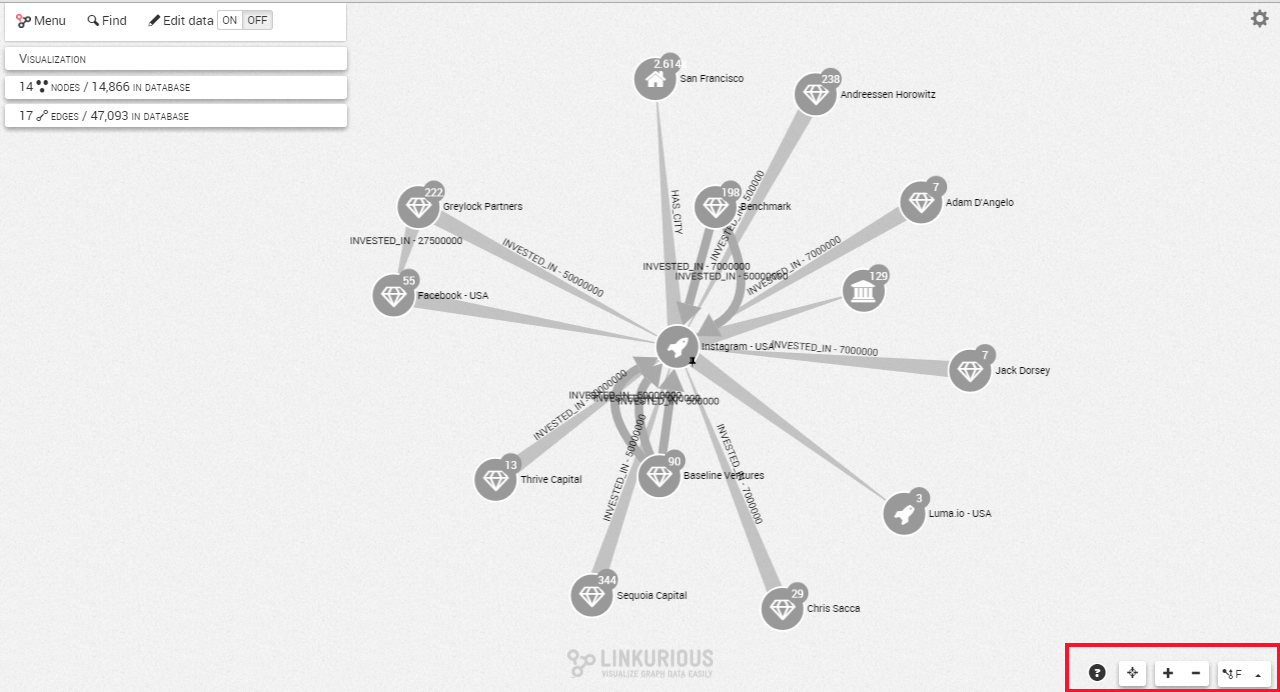 Menu Find Edit data ON OFF
VISUALIZATION
14 NODES / 14,866 IN DATABASE
17 EDGES / 47,093 IN DATABASE
2.614
San Francisco
238
Andreessen Horowitz
222
Greylock Partners
198
Benchmark
7
Adam D'Angelo
HAS_CITY
INVESTED_IN - 500000
INVESTED_IN - 27500000
INVESTED_IN - 50000000
INVESTED_IN - 7000000
INVESTED_IN - 50000000
INVESTED_IN - 7000000
55
Facebook - USA
129
Instagram - USA
INVESTED_IN - 7000000
7
Jack Dorsey
INVESTED_IN - 50000000
INVESTED_IN - 50000000
INVESTED_IN - 7000000
INVESTED_IN - 500000
INVESTED_IN - 50000000
INVESTED_IN - 7000000
13
Thrive Capital
90
Baseline Ventures
3
Luma.io - USA
344
Sequoia Capital
29
Chris Sacca
LINKURIOUS
VISUALIZE GRAPH DATA EASILY
? + − F